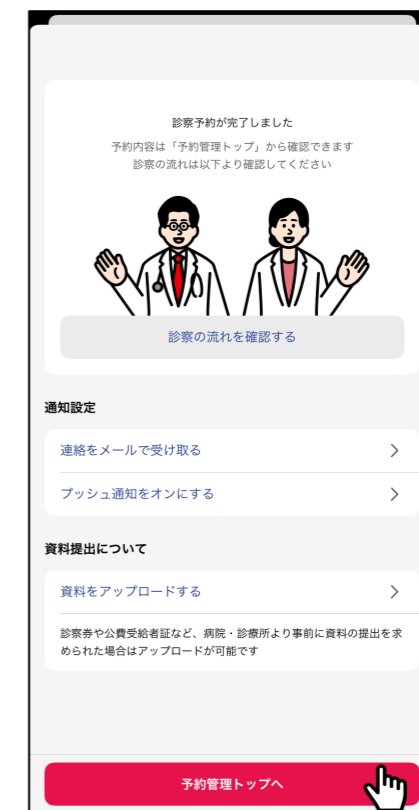 診察予約が完了しました
予約内容は「予約管理トップ」から確認できます
診察の流れは以下より確認してください
診察の流れを確認する
通知設定
連絡をメールで受け取る
プッシュ通知をオンにする
資料提出について
資料をアップロードする
診察券や公費受給者証など、病院・診療所より事前に資料の提出を求
められた場合はアップロードが可能です
予約管理トップへ